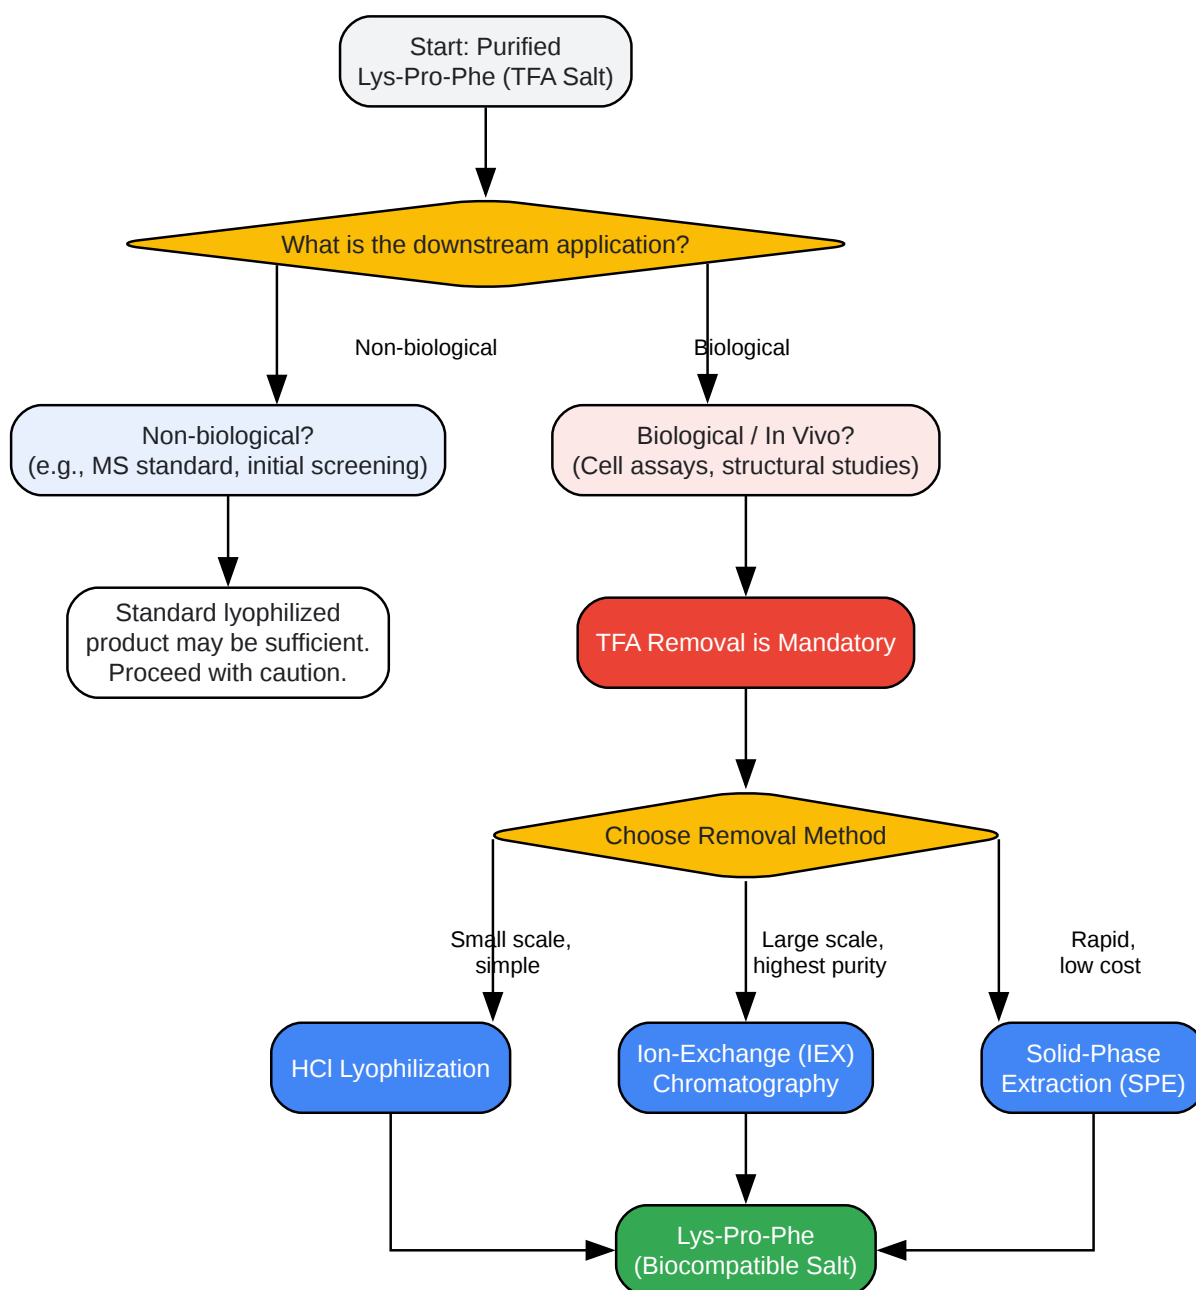 Start: Purified
Lys-Pro-Phe (TFA Salt)
What is the downstream application?
Non-biological
Biological
Non-biological?
(e.g., MS standard, initial screening)
Biological / In Vivo?
(Cell assays, structural studies)
Standard lyophilized
product may be sufficient.
Proceed with caution.
TFA Removal is Mandatory
Choose Removal Method
Small scale,
simple
Large scale,
highest purity
Rapid,
low cost
HCl Lyophilization
Ion-Exchange (IEX)
Chromatography
Solid-Phase
Extraction (SPE)
Lys-Pro-Phe
(Biocompatible Salt)